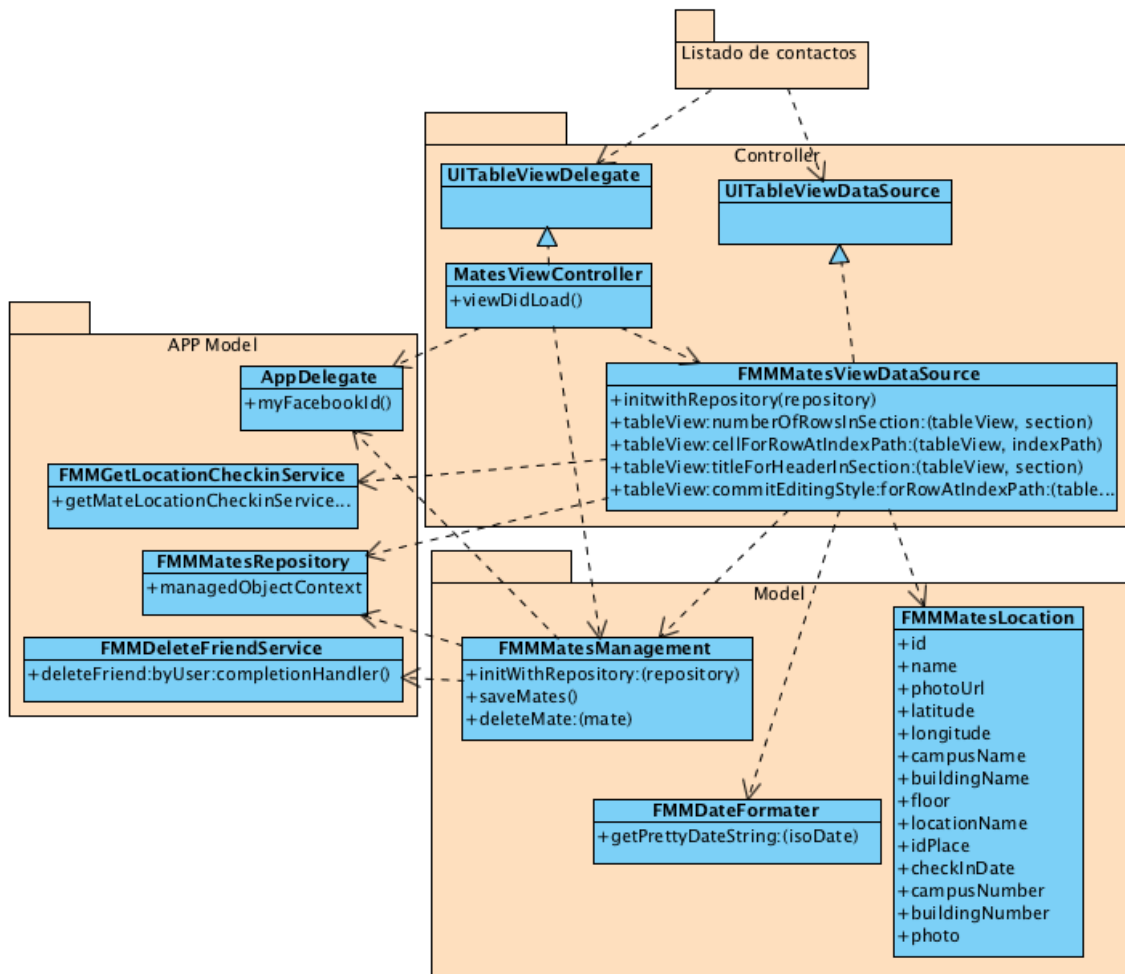 Listado de contactos
Controller
UITableViewDelegate
UITableViewDataSource
MatesViewController
+viewDidLoad()
APP Model
AppDelegate
+myFacebookId()
FMMMatesViewDataSource
+initwithRepository(repository)
+tableView:numberOfRowsInSection:(tableView, section)
+tableView:cellForRowAtIndexPath:(tableView, indexPath)
+tableView:titleForHeaderInSection:(tableView, section)
+tableView:commitEditingStyle:forRowAtIndexPath:(table...
FMMGetLocationCheckinService
+getMateLocationCheckinService...
FMMMatesRepository
+managedObjectContext
FMMDeleteFriendService
+deleteFriend:byUser:completionHandler()
Model
FMMMatesManagement
+initWithRepository:(repository)
+saveMates()
+deleteMate:(mate)
FMMDateFormater
+getPrettyDateString:(isoDate)
FMMMatesLocation
+id
+name
+photoUrl
+latitude
+longitude
+campusName
+buildingName
+floor
+locationName
+idPlace
+checkInDate
+campusNumber
+buildingNumber
+photo